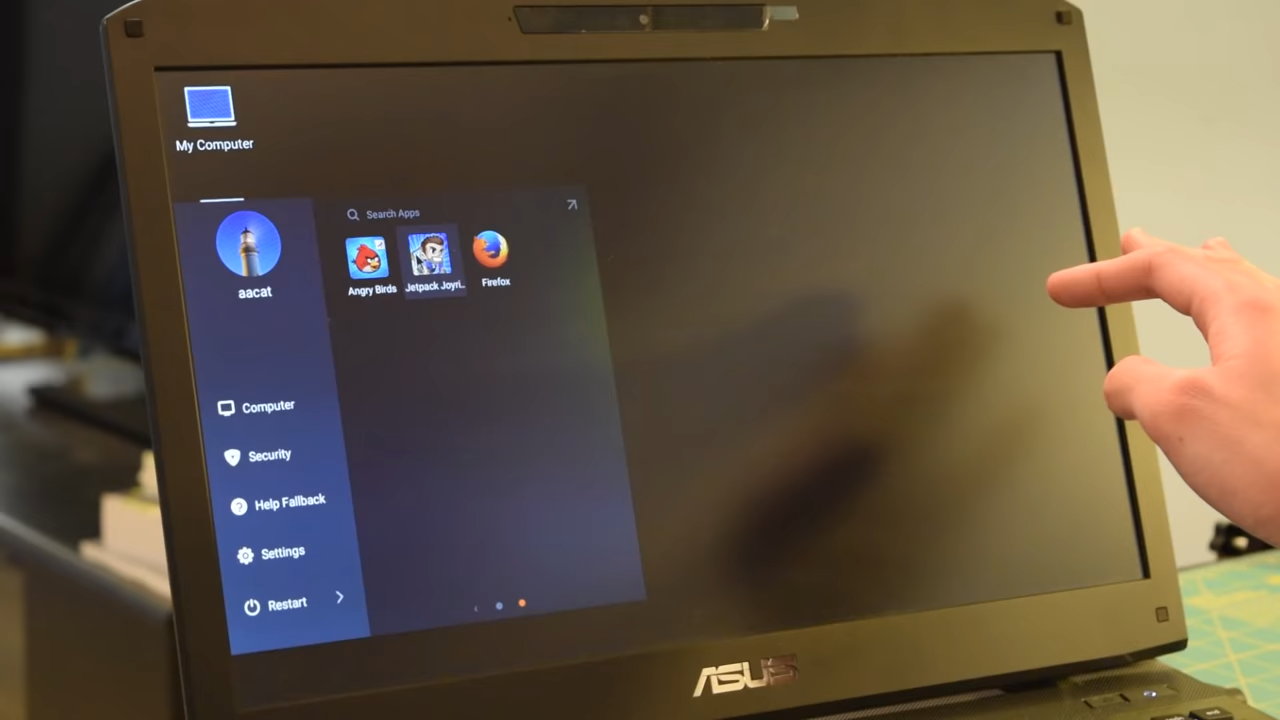 My Computer
Search Apps
aacat
Angry Birds
Jetpack Joyri..
Firefox
Computer
Security
Help Fallback
Settings
Restart
ASUS